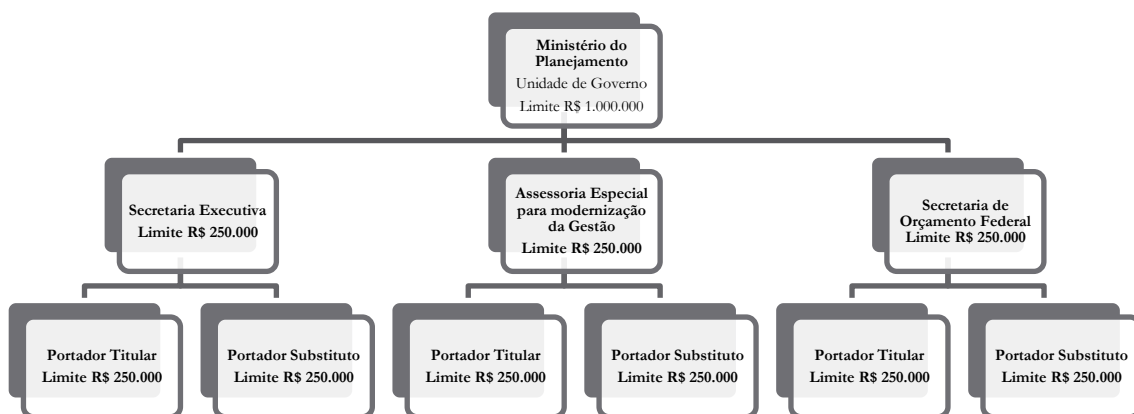 Ministério do
Planejamento
Unidade de Governo
Limite R$ 1.000.000
Secretaria Executiva
Limite R$ 250.000
Assessoria Especial
para modernização
da Gestão
Limite R$ 250.000
Secretaria de
Orçamento Federal
Limite R$ 250.000
Portador Titular
Limite R$ 250.000
Portador Substituto
Limite R$ 250.000
Portador Titular
Limite R$ 250.000
Portador Substituto
Limite R$ 250.000
Portador Titular
Limite R$ 250.000
Portador Substituto
Limite R$ 250.000